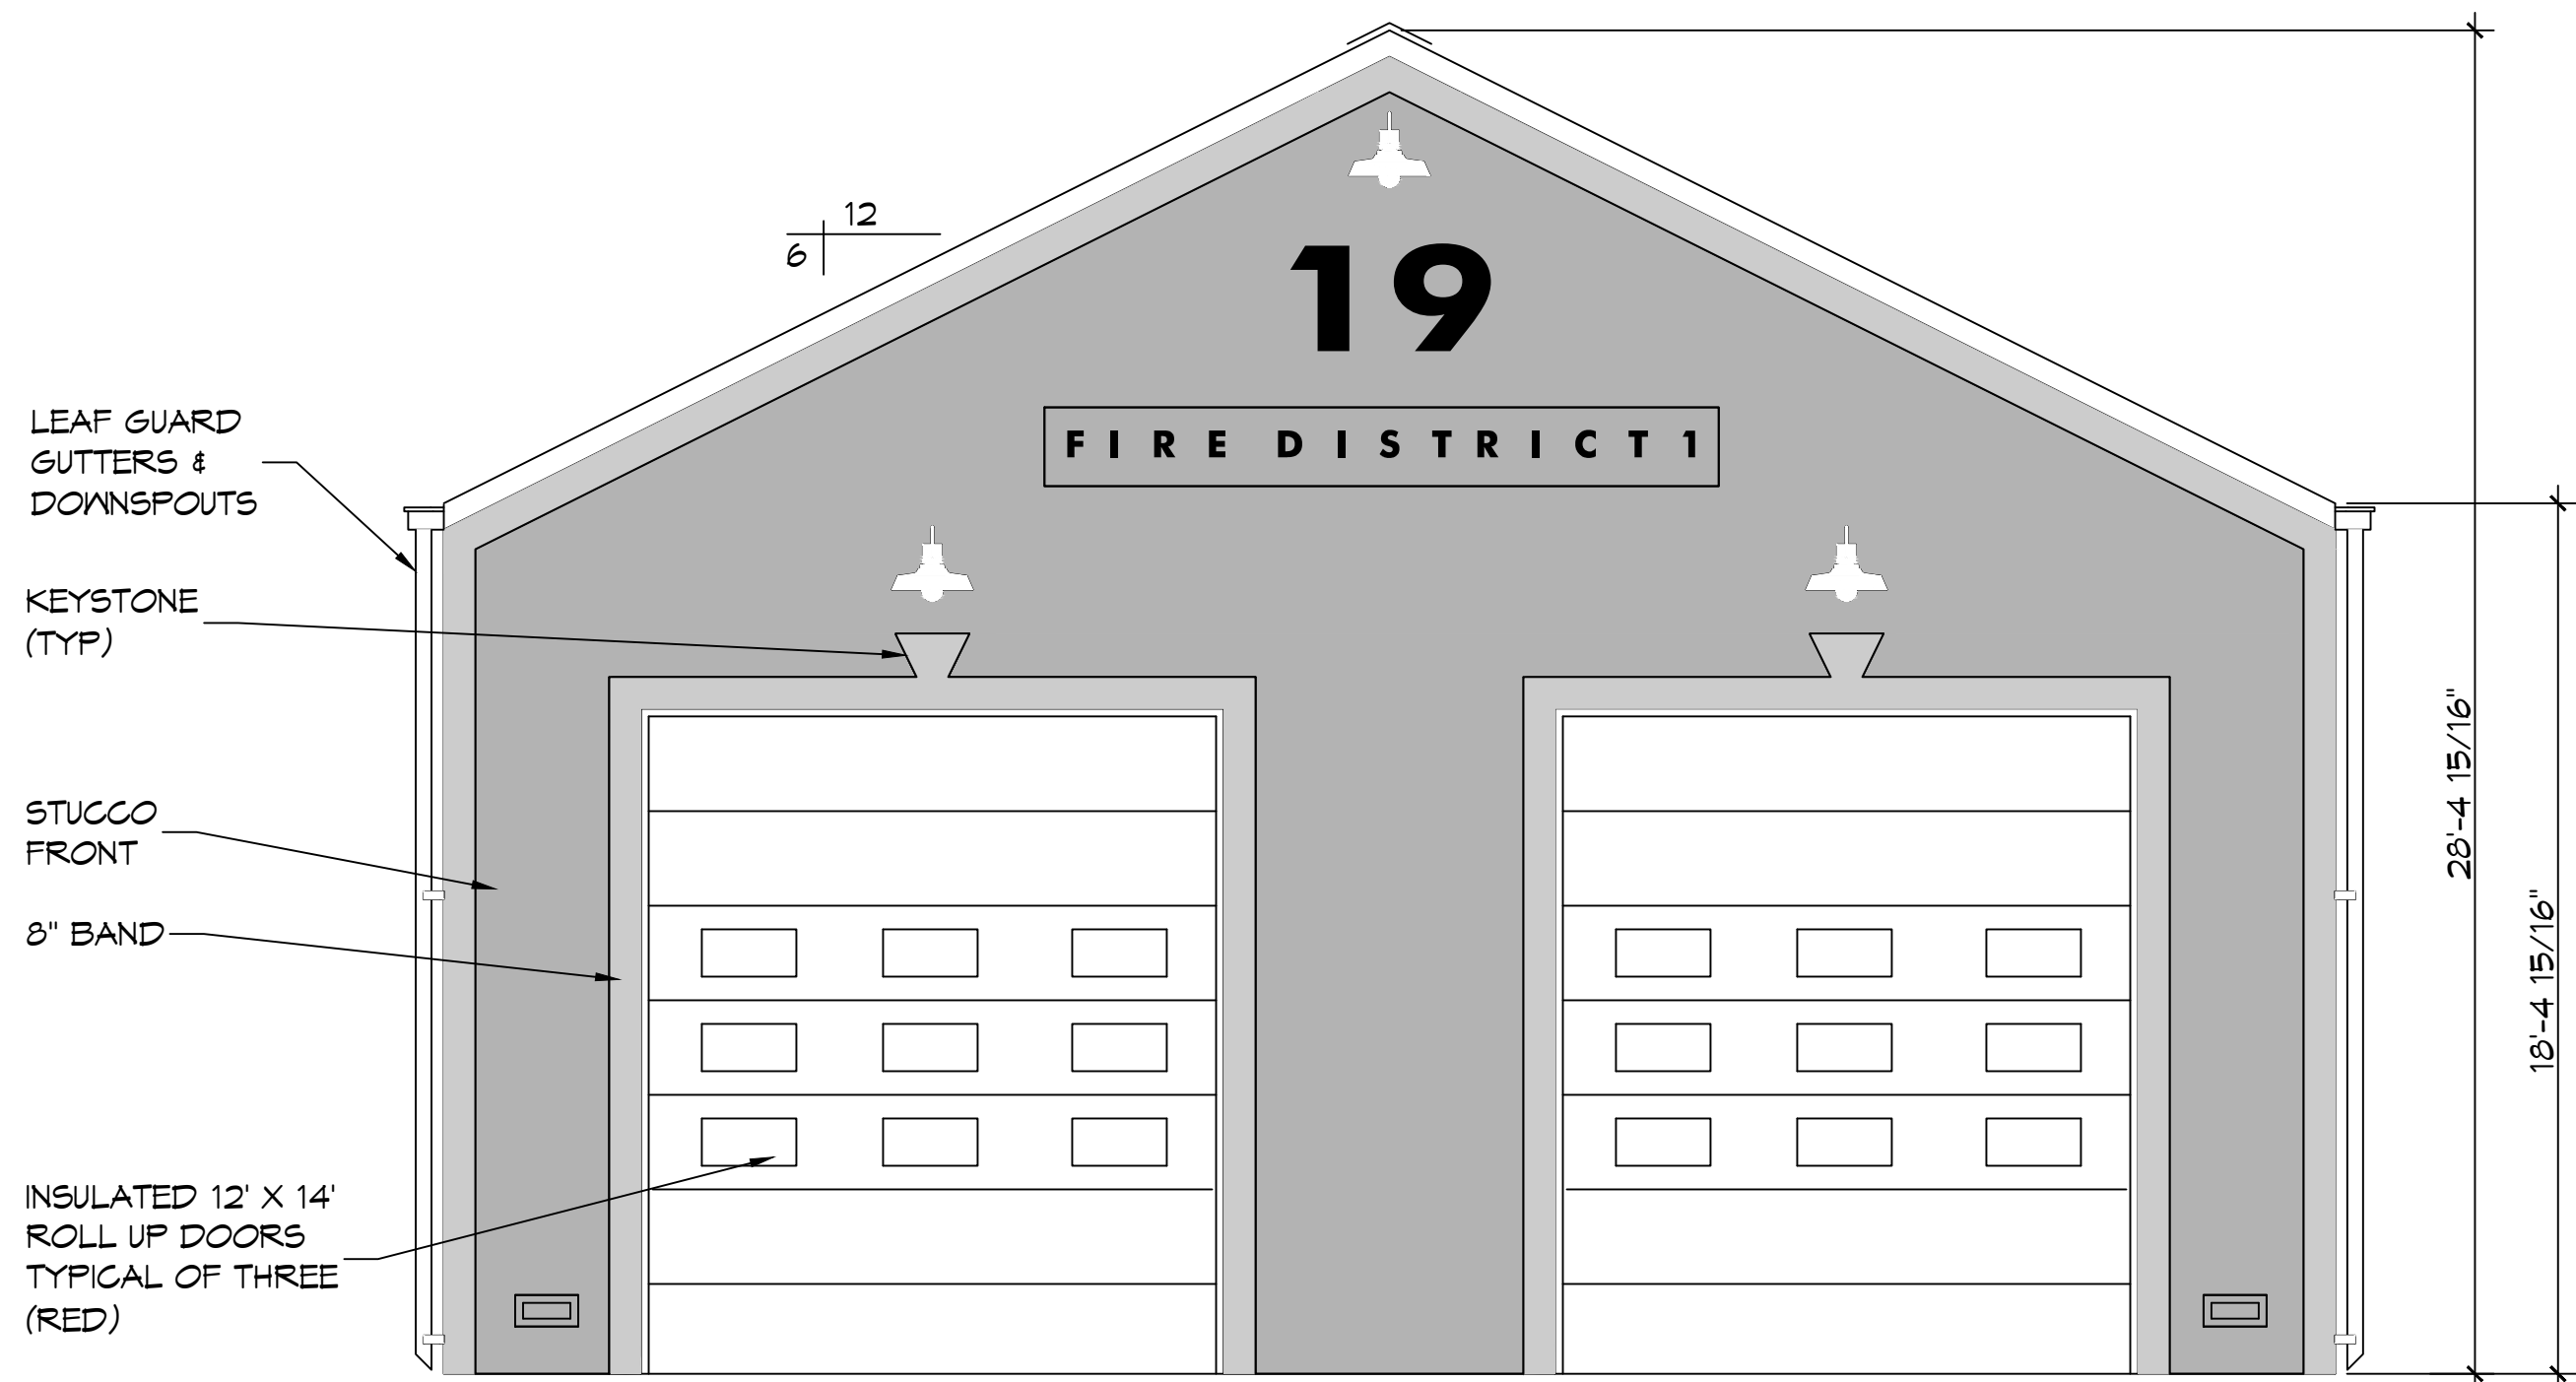 12
6
19
FIRE DISTRICT 1
LEAF GUARD
GUTTERS &
DOWNSPOUTS
KEYSTONE
(TYP)
STUCCO
FRONT
8" BAND
INSULATED 12' X 14'
ROLL UP DOORS
TYPICAL OF THREE
(RED)
28'-4 15/16"
18'-4 15/16"